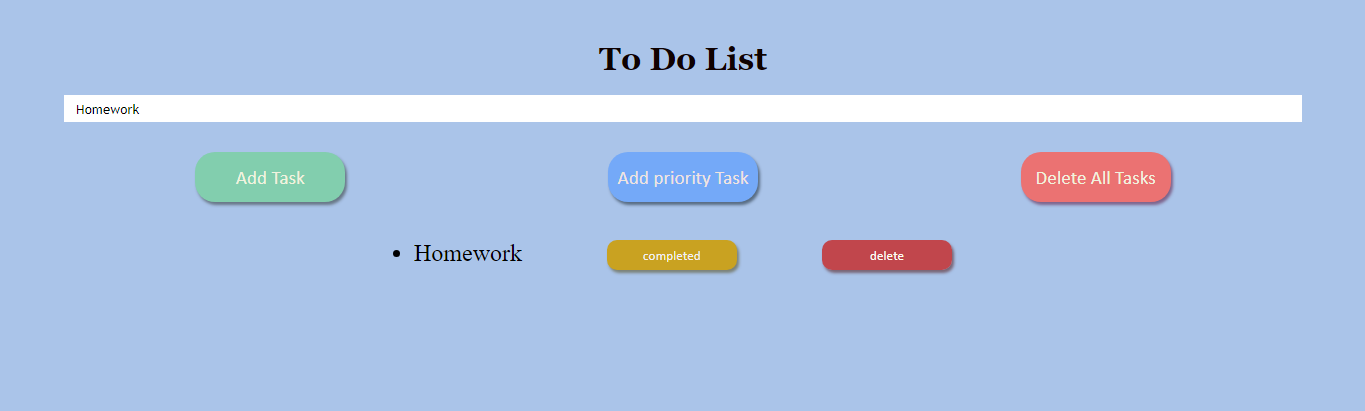 To Do List
Homework
Add Task
Add priority Task
Delete All Tasks
Homework
completed
delete